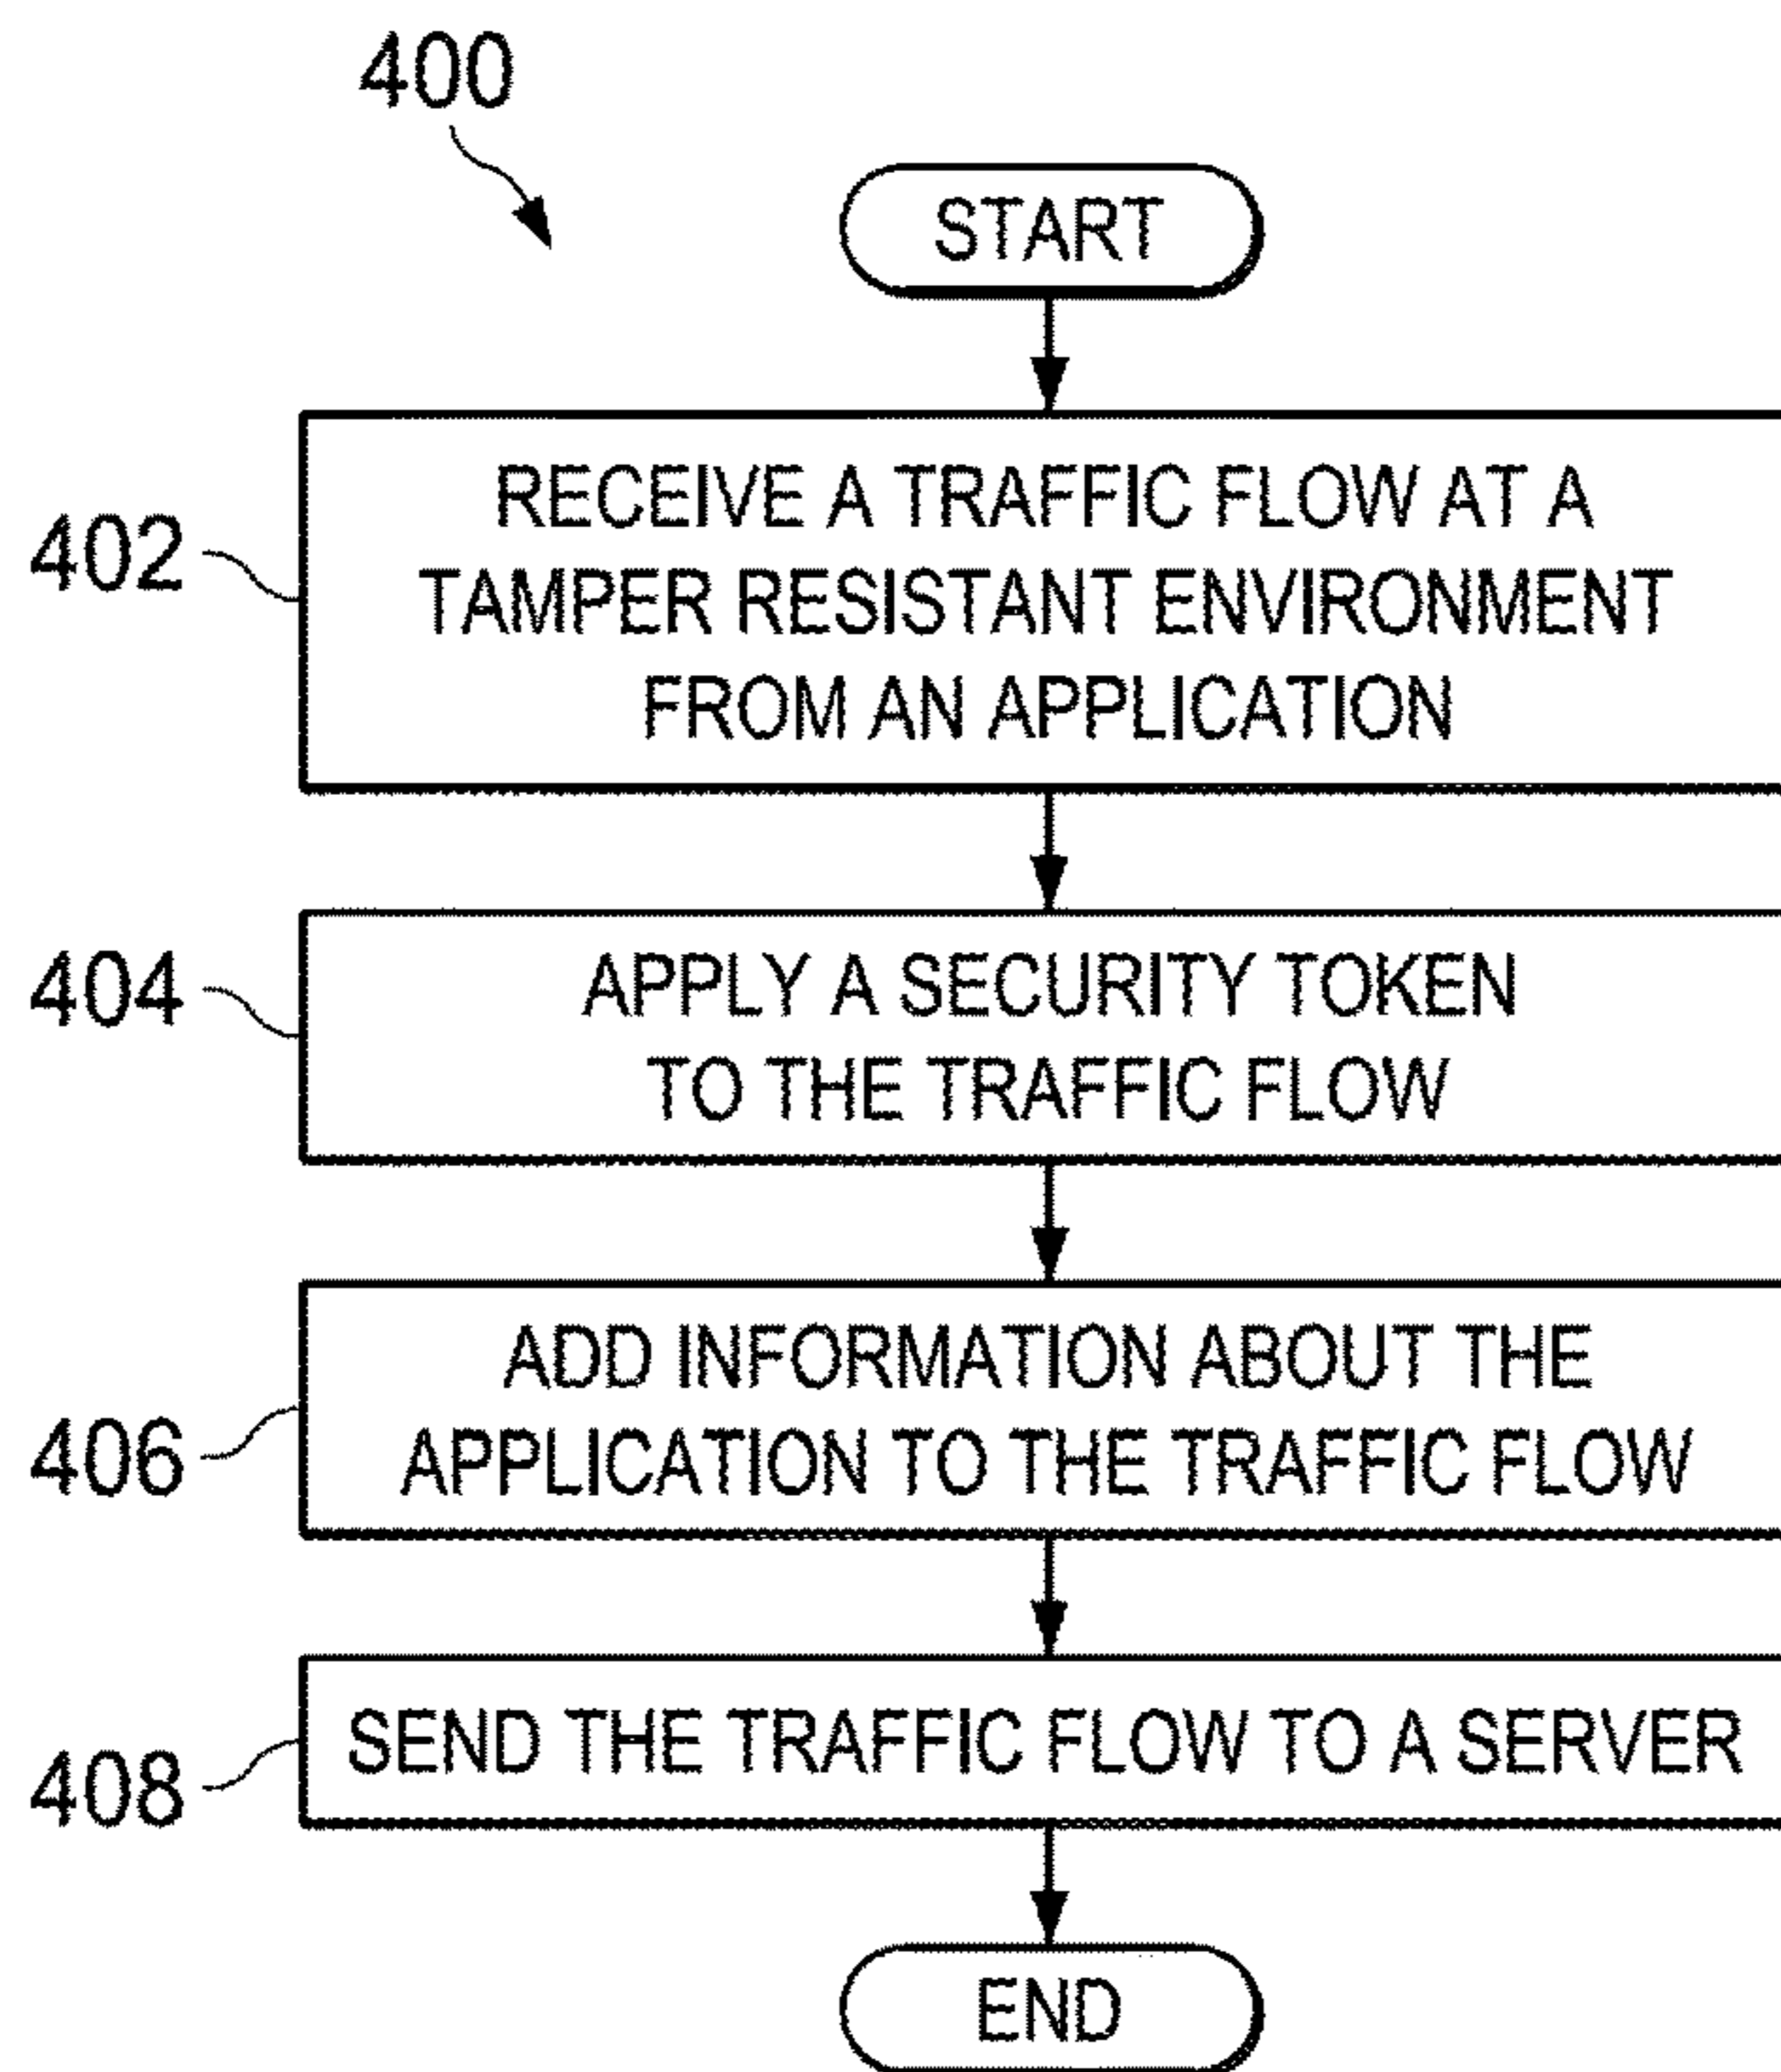 400
START
402
RECEIVE A TRAFFIC FLOW AT A
TAMPER RESISTANT ENVIRONMENT
FROM AN APPLICATION
404
APPLY A SECURITY TOKEN
TO THE TRAFFIC FLOW
406
ADD INFORMATION ABOUT THE
APPLICATION TO THE TRAFFIC FLOW
408
SEND THE TRAFFIC FLOW TO A SERVER
END